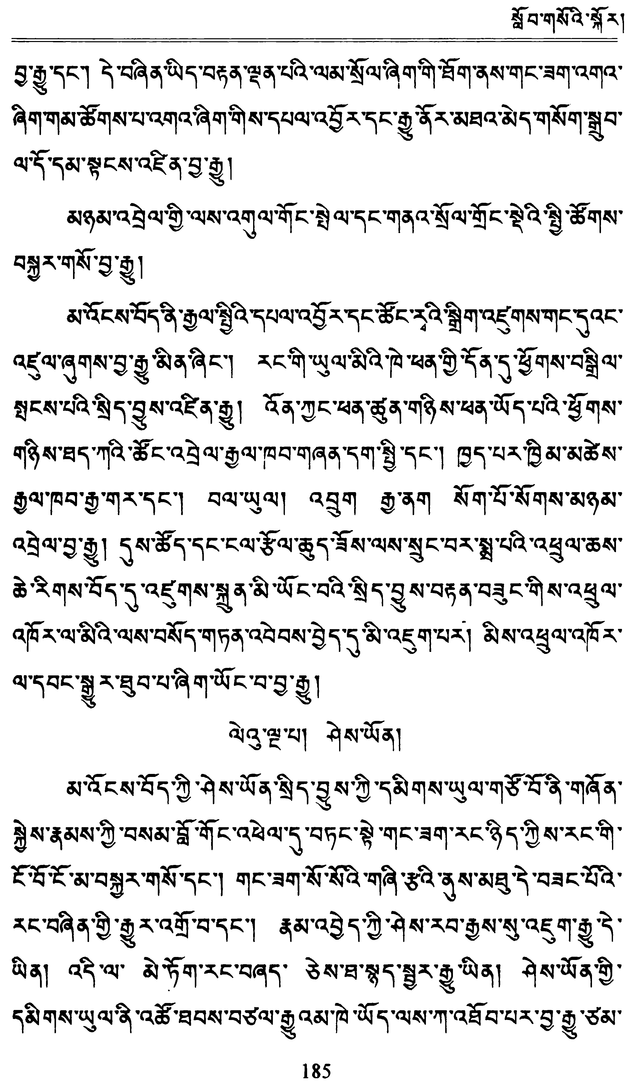 སློབ་གསོའི་སྐོར།
བྱ་རྒྱུ་དང་། དེ་བཞིན་ཡིད་བརྟན་ལྡན་པའི་ལམ་སྲོལ་ཞིག་གི་ཐོག་ནས་གང་ཟག་འགའ་
ཞིག་གམ་ཚོགས་པ་འགའ་ཞིག་གིས་དཔལ་འབྱོར་དང་རྒྱུ་ནོར་མཐའ་མེད་གསོག་སྒྲུབ་
ལ་དོ་དམ་སྟངས་འཛིན་བྱ་རྒྱུ།
མཉམ་འབྲེལ་གྱི་ལས་འགུལ་གོང་སྤེལ་དང་གནའ་སྲོལ་གྲོང་སྡེའི་སྤྱི་ཚོགས་
བསྐྱར་གསོ་བྱ་རྒྱུ།
མ་འོངས་བོད་ནི་རྒྱལ་སྤྱིའི་དཔལ་འབྱོར་དང་ཚོང་རྭའི་སྒྲིག་འཛུགས་གང་དུའང་
འཛུལ་ཞུགས་བྱ་རྒྱུ་མིན་ཞིང་། རང་གི་ཡུལ་མིའི་ཁེ་ཕན་གྱི་དོན་དུ་ཕྱོགས་བསྒྲིལ་
སྤངས་པའི་སྲིད་བྱུས་འཛིན་རྒྱུ། འོན་ཀྱང་ཕན་ཚུན་གཉིས་ཕན་ཡོད་པའི་ཕྱོགས་
གཉིས་ཐད་ཀའི་ཚོང་འབྲེལ་རྒྱལ་ཁབ་གཞན་དག་སྤྱི་དང་། ཁྱད་པར་ཁྱིམ་མཚེས་
རྒྱལ་ཁབ་རྒྱ་གར་དང་། བལ་ཡུལ། འབྲུག རྒྱ་ནག སོག་པོ་སོགས་མཉམ་
འབྲེལ་བྱ་རྒྱུ། དུས་ཚོད་དང་ངལ་རྩོལ་ཆུད་ཟོས་ལས་སྲུང་བར་སྨྲ་པའི་འཕྲུལ་ཆས་
ཆེ་རིགས་བོད་དུ་འཛུགས་སྐྲུན་མི་ཡོང་བའི་སྲིད་བྱུས་བརྟན་བཟུང་གིས་འཕྲུལ་
འཁོར་ལ་མིའི་ལས་བསོད་གཏན་འབེབས་བྱེད་དུ་མི་འཇུག་པར། མིས་འཕྲུལ་འཁོར་
ལ་དབང་སྒྱུར་ཐུབ་པ་ཞིག་ཡོང་བ་བྱ་རྒྱུ།
ལེའུ་ལྔ་པ། ཤེས་ཡོན།
མ་འོངས་བོད་ཀྱི་ཤེས་ཡོན་སྲིད་བྱུས་ཀྱི་དམིགས་ཡུལ་གཙོ་བོ་ནི་གཞོན་
སྐྱེས་རྣམས་ཀྱི་བསམ་བློ་གོང་འཕེལ་དུ་བཏང་སྟེ་གང་ཟག་རང་ཉིད་ཀྱིས་རང་གི་
ངོ་བོ་ངོ་མ་བསྐྱར་གསོ་དང་། གང་ཟག་སོ་སོའི་གཞི་རྩའི་ནུས་མཐུ་དེ་བཟང་པོའི་
རང་བཞིན་གྱི་རྒྱུར་འགྲོ་བ་དང་། རྣམ་འབྱེད་ཀྱི་ཤེས་རབ་རྒྱས་སུ་འཇུག་རྒྱུ་དེ་
ཡིན། འདི་ལ་ མེ་ཏོག་རང་བཞད་ ཅེས་ཐ་སྙད་སྦྱར་རྒྱུ་ཡིན། ཤེས་ཡོན་གྱི་
དམིགས་ཡུལ་ནི་འཚོ་ཐབས་བཙལ་རྒྱུ་འམ་ཁེ་ཡོད་ལས་ཀ་འཐོབ་པར་བྱ་རྒྱུ་ཙམ་
185